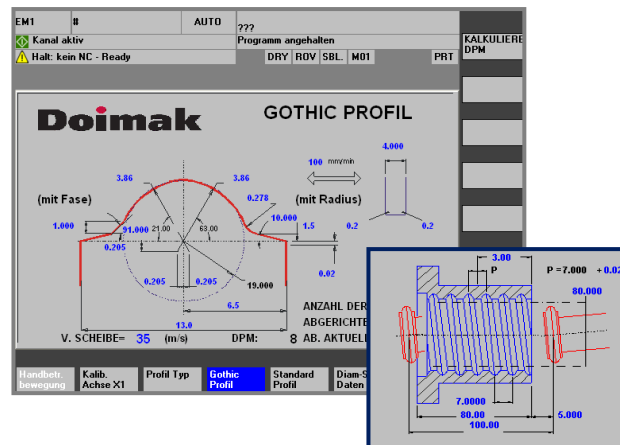 EM1 # AUTO ???
Kanal aktiv Programm angehalten
Halt: kein NC - Ready DRY ROV SBL. M01 PRT
KALKULIERE
DPM
Doimak
GOTHIC PROFIL
4.000
100 mm/min
3.86 3.86
0.278
(mit Fase) (mit Radius)
1.000 91.000 21.00 63.00 10.000 1.5 0.2 0.2
0.205
0.02
0.205 0.205 19.000
6.5
13.0
ANZAHL DER
ABGERICHTE
V. SCHEIBE= 35 (m/s) DPM: 8 AB. AKTUELL
Handbetr.
bewegung
Kalib.
Achse X1
Profil Typ
Gothic
Profil
Standard
Profil
Diam-S
Daten
3.00
P P =7.000 +0.02
80.000
7.0000
80.00 5.000
100.00